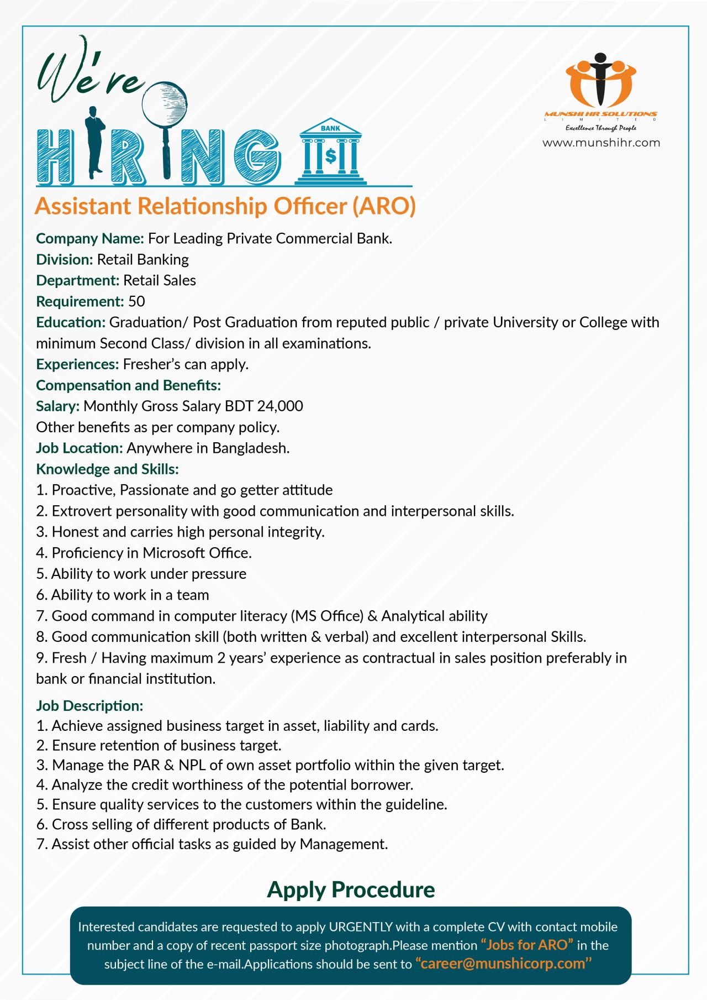 We're
HIRING
BANK
$
MUNSHI HR SOLUTIONS
LIMITED
Excellence Through People
www.munshihr.com
Assistant Relationship Officer (ARO)
Company Name: For Leading Private Commercial Bank.
Division: Retail Banking
Department: Retail Sales
Requirement: 50
Education: Graduation/ Post Graduation from reputed public / private University or College with
minimum Second Class/ division in all examinations.
Experiences: Fresher’s can apply.
Compensation and Benefits:
Salary: Monthly Gross Salary BDT 24,000
Other benefits as per company policy.
Job Location: Anywhere in Bangladesh.
Knowledge and Skills:
1. Proactive, Passionate and go getter attitude
2. Extrovert personality with good communication and interpersonal skills.
3. Honest and carries high personal integrity.
4. Proficiency in Microsoft Office.
5. Ability to work under pressure
6. Ability to work in a team
7. Good command in computer literacy (MS Office) & Analytical ability
8. Good communication skill (both written & verbal) and excellent interpersonal Skills.
9. Fresh / Having maximum 2 years’ experience as contractual in sales position preferably in
bank or financial institution.
Job Description:
1. Achieve assigned business target in asset, liability and cards.
2. Ensure retention of business target.
3. Manage the PAR & NPL of own asset portfolio within the given target.
4. Analyze the credit worthiness of the potential borrower.
5. Ensure quality services to the customers within the guideline.
6. Cross selling of different products of Bank.
7. Assist other official tasks as guided by Management.
Apply Procedure
Interested candidates are requested to apply URGENTLY with a complete CV with contact mobile
number and a copy of recent passport size photograph.Please mention “Jobs for ARO” in the
subject line of the e-mail.Applications should be sent to “career@munshicorp.com’’